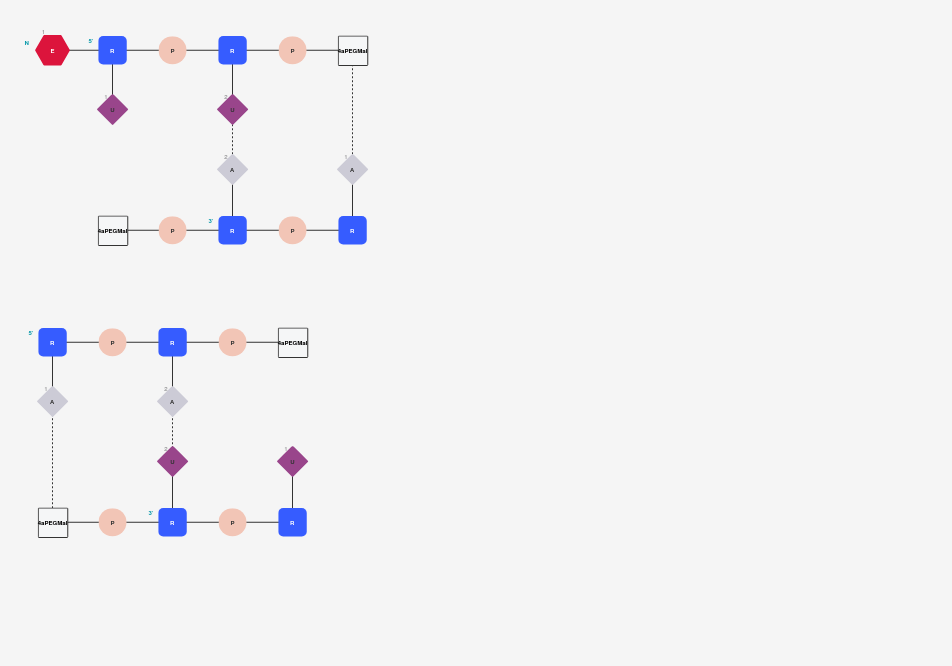 1
N E 5' R P R P 4aPEGMal
1 U 2 U
2 A 1 A
4aPEGMal P 3' R P R
5' R P R P 4aPEGMal
1 A 2 A
2 U 1 U
4aPEGMal P 3' R P R